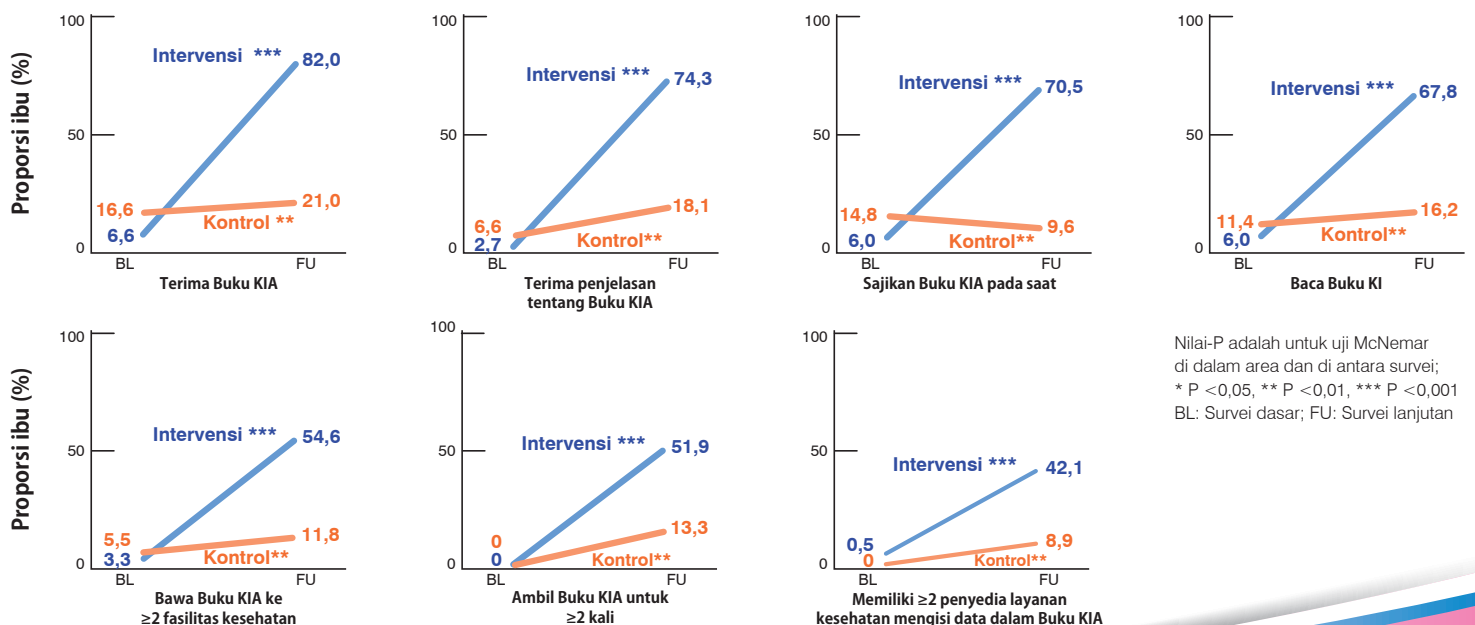 Proporsi ibu (%)
100
50
0
Intervensi ***
82,0
16,6
6,6
Kontrol **
21,0
BL
FU
Terima Buku KIA
100
50
0
Intervensi ***
74,3
6,6
2,7
Kontrol**
18,1
BL
FU
Terima penjelasan
tentang Buku KIA
100
50
0
Intervensi ***
70,5
14,8
6,0
Kontrol**
9,6
BL
FU
Sajikan Buku KIA pada saat
100
50
0
Intervensi ***
67,8
11,4
6,0
Kontrol**
16,2
BL
FU
Baca Buku KI
Proporsi ibu (%)
100
50
0
Intervensi ***
54,6
5,5
3,3
Kontrol**
11,8
BL
FU
Bawa Buku KIA ke
≥2 fasilitas kesehatan
100
50
0
Intervensi ***
51,9
0
0
Kontrol**
13,3
BL
FU
Ambil Buku KIA untuk
≥2 kali
100
50
0
Intervensi ***
42,1
0,5
0
Kontrol**
8,9
BL
FU
Memiliki ≥2 penyedia layanan
kesehatan mengisi data dalam Buku KIA
Nilai-P adalah untuk uji McNemar
di dalam area dan di antara survei;
* P <0,05, ** P <0,01, *** P <0,001
BL: Survei dasar; FU: Survei lanjutan